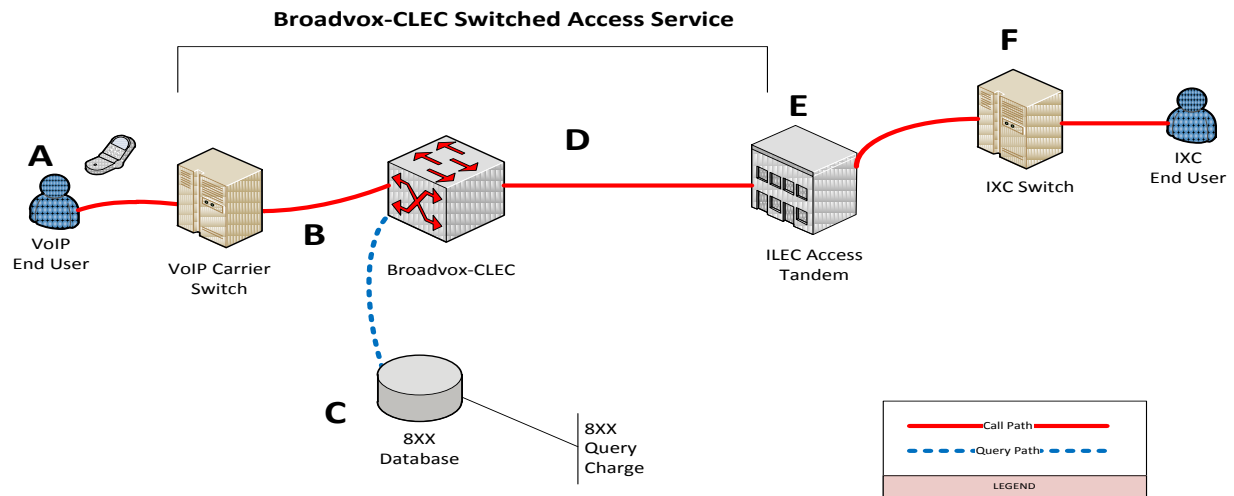 Broadvox-CLEC Switched Access Service
A
B
C
D
E
F
VoIP
End User
VoIP Carrier
Switch
Broadvox-CLEC
ILEC Access
Tandem
IXC Switch
IXC
End User
8XX
Database
8XX
Query
Charge
Call Path
Query Path
LEGEND